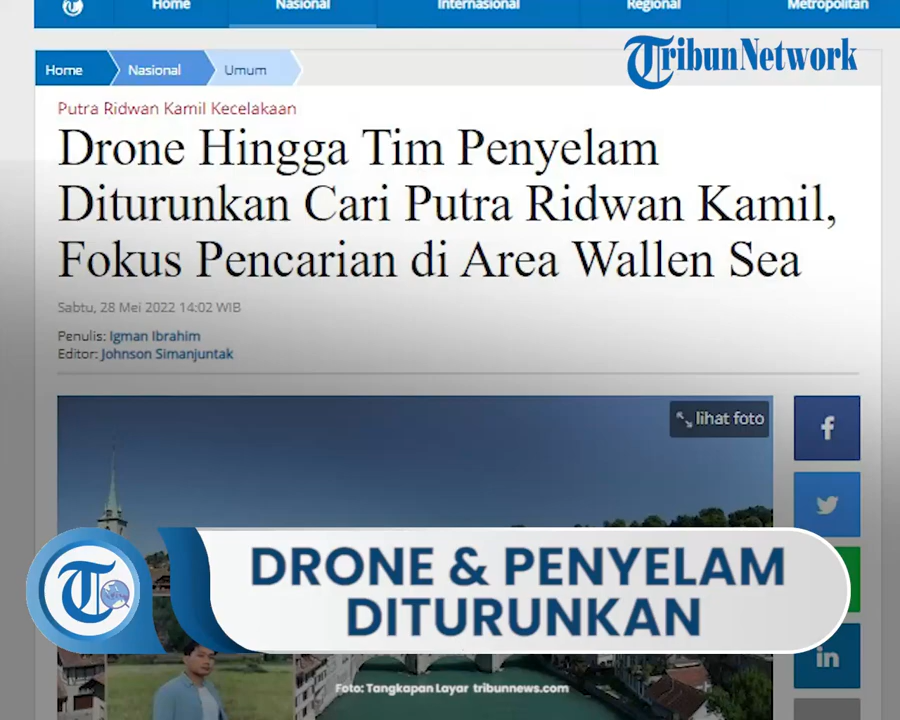 Home Nasional Internasional Regional Metropolitan
TribunNetwork
Home Nasional Umum
Putra Ridwan Kamil Kecelakaan
Drone Hingga Tim Penyelam
Diturunkan Cari Putra Ridwan Kamil,
Fokus Pencarian di Area Wallen Sea
Sabtu, 28 Mei 2022 14:02 WIB
Penulis: Igman Ibrahim
Editor: Johnson Simanjuntak
lihat foto
DRONE & PENYELAM
DITURUNKAN
Foto: Tangkapan Layar tribunnews.com